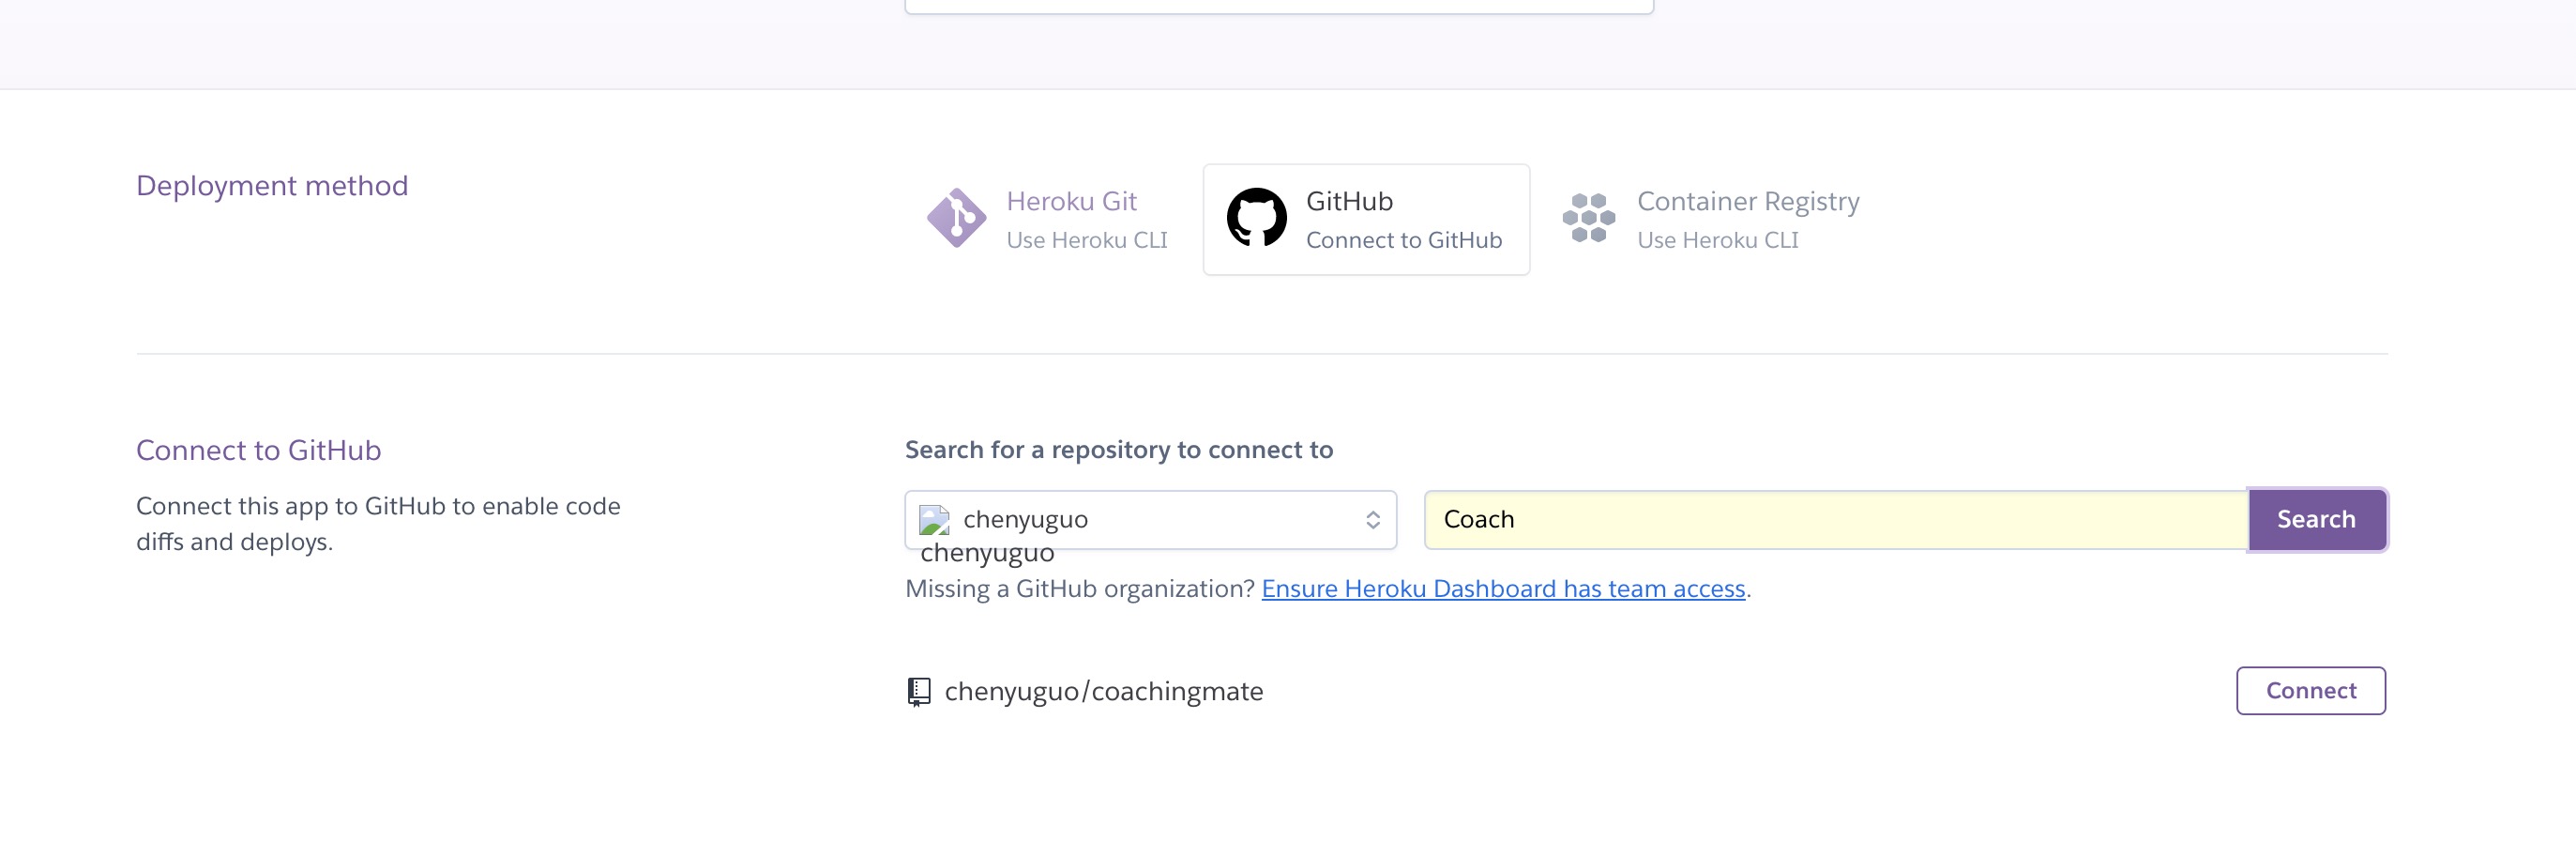 Deployment method
Heroku Git
Use Heroku CLI
GitHub
Connect to GitHub
Container Registry
Use Heroku CLI
Connect to GitHub
Connect this app to GitHub to enable code
diffs and deploys.
Search for a repository to connect to
chenyuguo
chenyuguo
Coach
Search
Missing a GitHub organization? Ensure Heroku Dashboard has team access.
chenyuguo/coachingmate
Connect